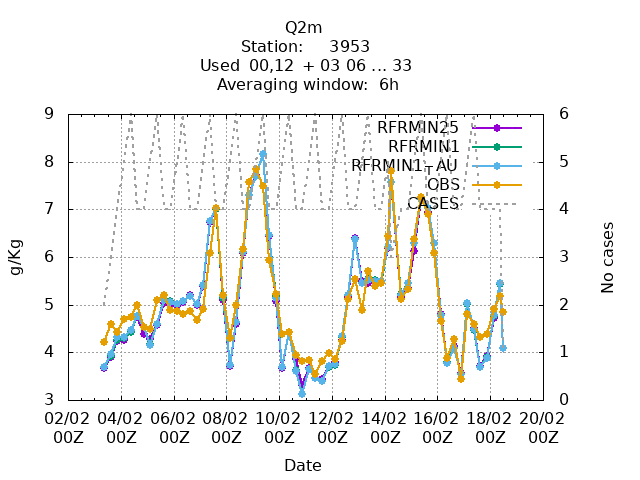 Q2m
Station:     3953
Used  00,12  + 03 06 ... 33
Averaging window:  6h
9
8
7
6
5
4
3
6
5
4
3
2
1
0
g/Kg
No cases
RFRMIN25
RFRMIN1
RFRMIN1_TAU
OBS
CASES
02/02 04/02 06/02 08/02 10/02 12/02 14/02 16/02 18/02 20/02
00Z 00Z 00Z 00Z 00Z 00Z 00Z 00Z 00Z 00Z
Date